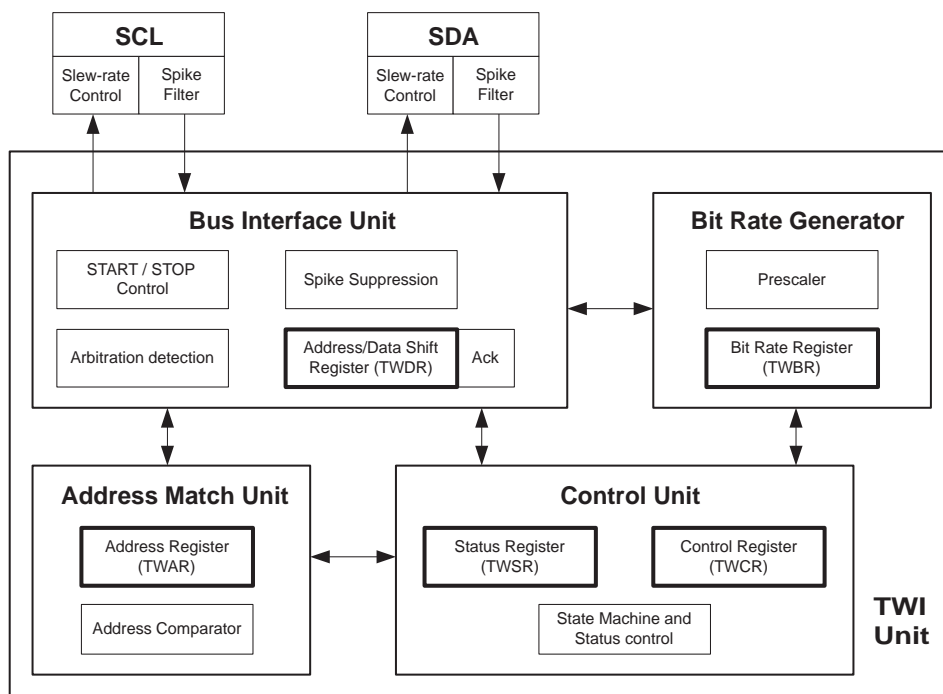 SCL
Slew-rate
Control
Spike
Filter
SDA
Slew-rate
Control
Spike
Filter
Bus Interface Unit
START / STOP
Control
Spike Suppression
Arbitration detection
Address/Data Shift
Register (TWDR)
Ack
Bit Rate Generator
Prescaler
Bit Rate Register
(TWBR)
Address Match Unit
Address Register
(TWAR)
Address Comparator
Control Unit
Status Register
(TWSR)
Control Register
(TWCR)
State Machine and
Status control
TWI
Unit